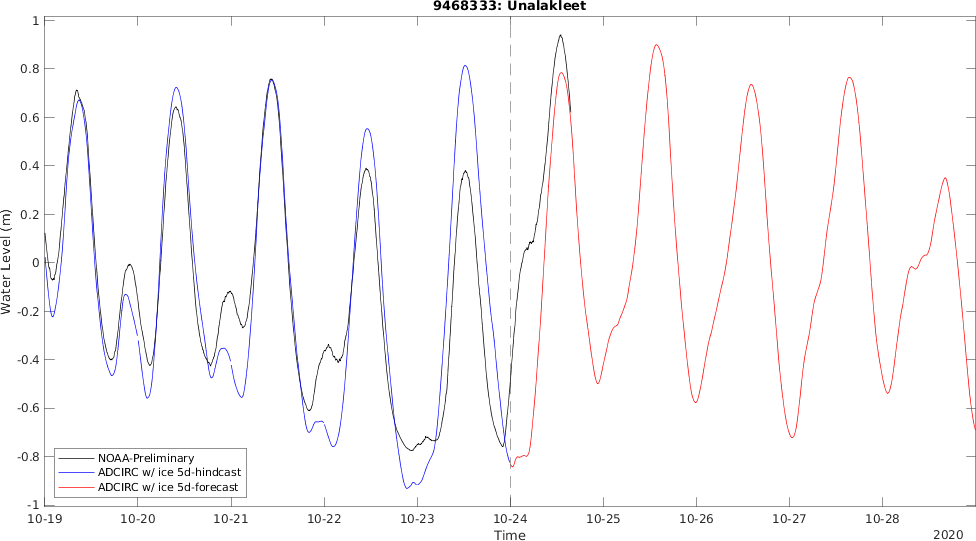 9468333: Unalakleet
1
0.8
0.6
0.4
0.2
0
-0.2
-0.4
-0.6
-0.8
-1
Water Level (m)
NOAA-Preliminary
ADCIRC w/ ice 5d-hindcast
ADCIRC w/ ice 5d-forecast
10-19 10-20 10-21 10-22 10-23 10-24 10-25 10-26 10-27 10-28
Time
2020